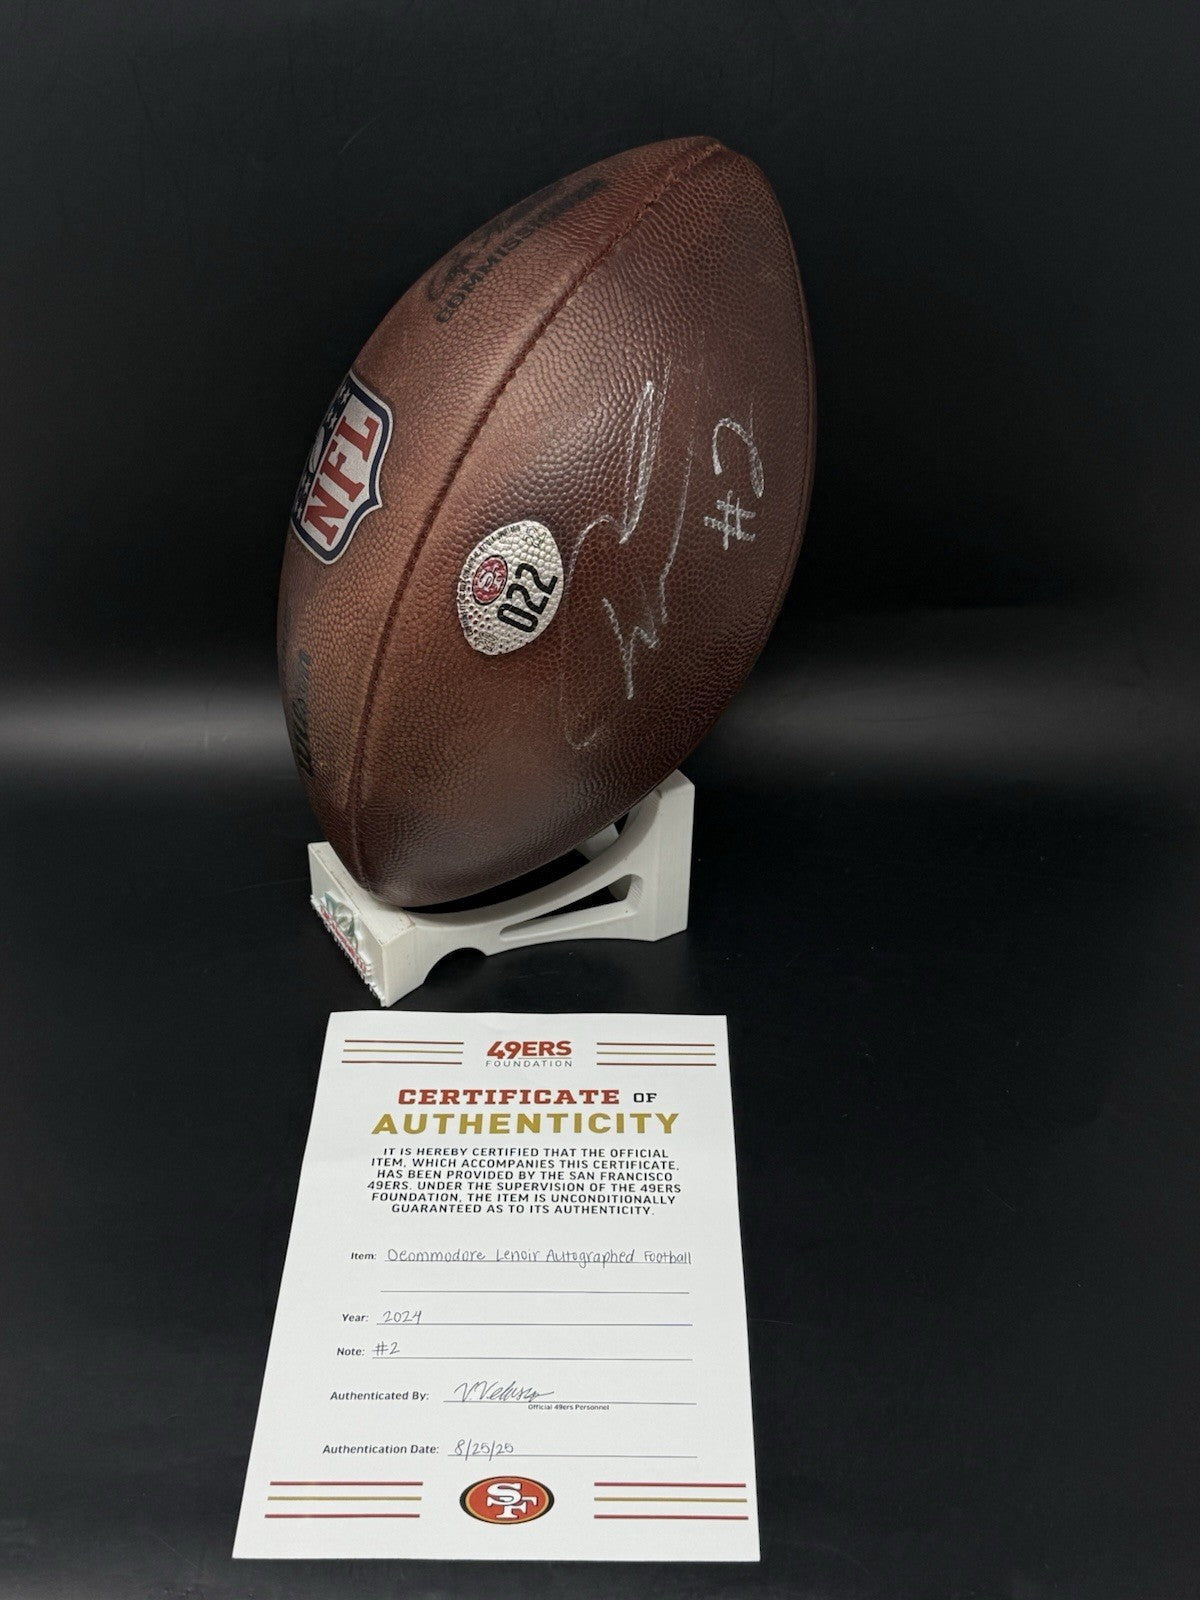 COMMISSIONER
NFL
022
#2
49ERS
FOUNDATION
CERTIFICATE OF
AUTHENTICITY
IT IS HEREBY CERTIFIED THAT THE OFFICIAL
ITEM, WHICH ACCOMPANIES THIS CERTIFICATE,
HAS BEEN PROVIDED BY THE SAN FRANCISCO
49ERS. UNDER THE SUPERVISION OF THE 49ERS
FOUNDATION, THE ITEM IS UNCONDITIONALLY
GUARANTEED AS TO ITS AUTHENTICITY.
Item: Deommodore Lenoir Autographed Football
Year: 2024
Note: #2
Authenticated By: V Velasco
Official 49ers Personnel
Authentication Date: 8/25/25
SF